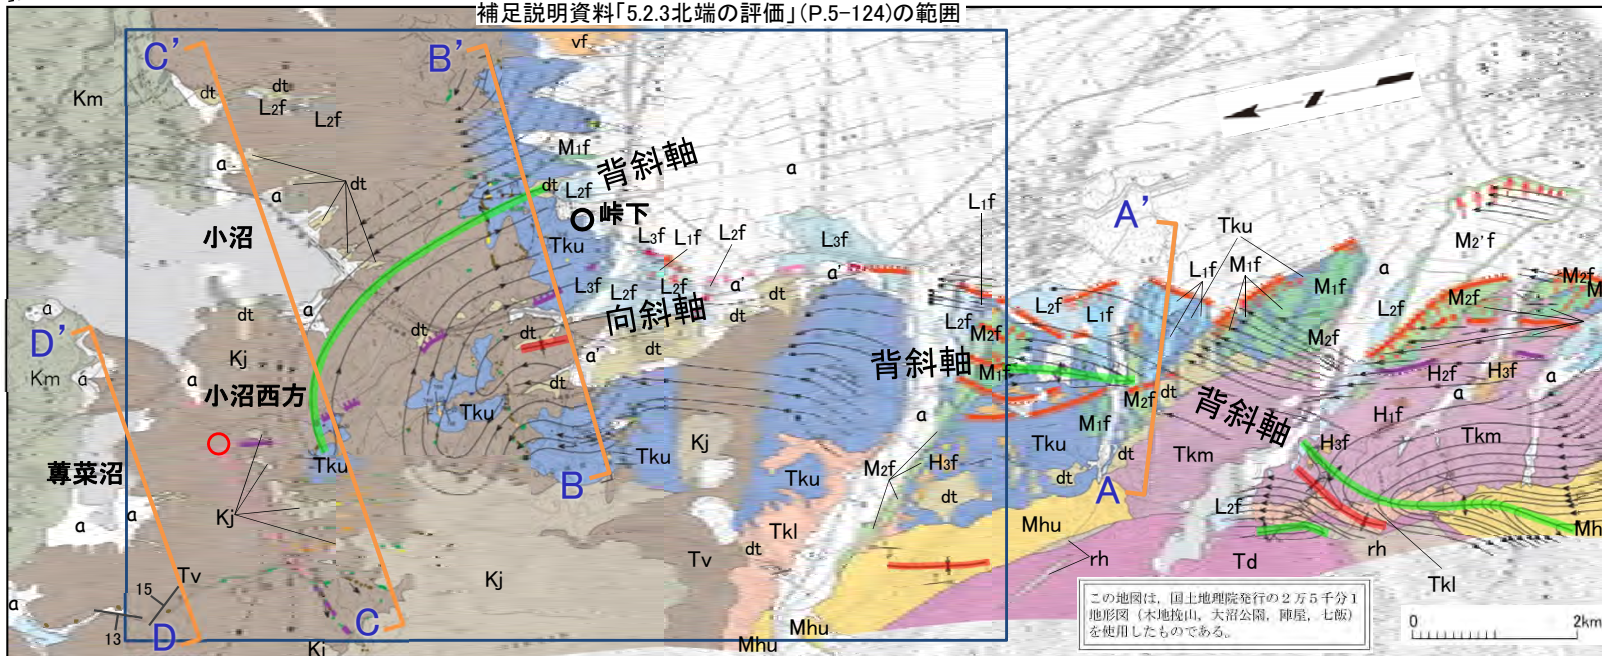 補足説明資料「5.2.3北端の評価」(P.5-124)の範囲
C'
B'
vf
Km
dt
dt
L2f
L2f
M1f
背斜軸
a
a
dt
a
dt
L2f
峠下
a
A'
L1f
M2'f
小沼
Tku
L3f
L1f
L2f
L3f
Tku
L1f
M1f
a
a'
a'
L3f
L2f
L2f
向斜軸
dt
M1f
L2f
M2f
M2f
M
D'
dt
a
dt
dt
dt
a'
L2f
L1f
L2f
M2f
M2f
Kj
Km
a
a
小沼西方
dt
背斜軸
M1f
M2f
dt
H2f
H3f
a
a
Tku
M1f
背斜軸
H1f
蓴菜沼
Tku
Tku
Kj
a
Tku
H3f
Tkm
Tkm
B
Tku
M2f
H3f
dt
dt
dt
A
L2f
a
a
Kj
Tkl
Mhu
Mh
Tv
Kj
Tv
dt
rh
Td
rh
Tkl
15
13
a
D
C
Kj
Mhu
Mhu
この地図は，国土地理院発行の2万5千分1
地形図（木地挽山，大沼公園，陣屋，七飯）
を使用したものである。
0
2km